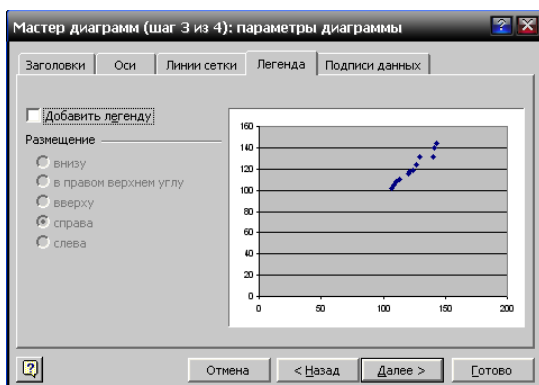 Мастер диаграмм (шаг 3 из 4): параметры диаграммы
Заголовки Оси Линии сетки Легенда Подписи данных
Добавить легенду
Размещение
внизу
в правом верхнем углу
вверху
справа
слева
160
140
120
100
80
60
40
20
0
0 50 100 150 200
Отмена < Назад Далее > Готово